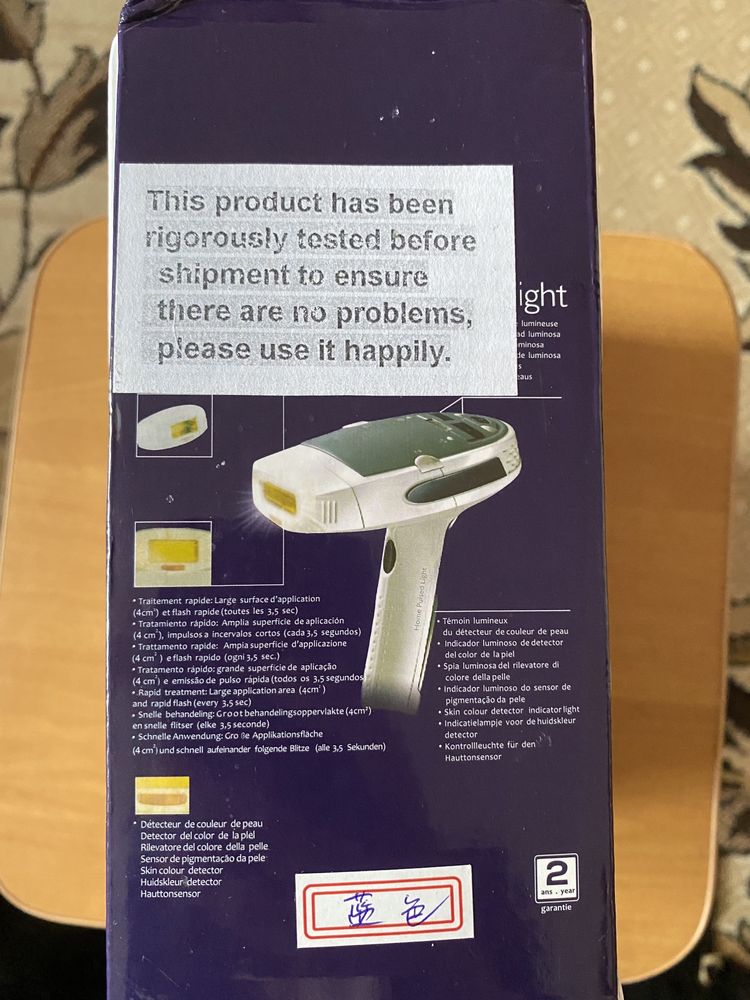 This product has been
rigorously tested before
shipment to ensure
there are no problems,
please use it happily.
ight
lumineuse
ad luminosa
minosa
de luminosa
s
eaus
Home Pulsed Light
• Traitement rapide: Large surface d'application
(4cm²) et flash rapide (toutes les 3,5 sec)
• Tratamiento rápido: Amplia superficie de aplicación
(4 cm²), impulsos a incervalos cortos (cada 3,5 segundos)
• Trattamento rapide: Ampia superficie d'applicazione
(4 cm²) e flash rapido (ogni 3,5 sec.)
• Tratamento rápido: grande superfície de aplicação
(4 cm²) e emissão de pulso rápita (todos os 3,5 segundos
• Rapid treatment: Large application area (4cm²)
and rapid flash (every 3,5 sec)
• Snelle behandeling: Groot behandelingsoppervlakte (4cm²)
en snelle flitser (elke 3,5 seconde)
• Schnelle Anwendung: Große Applikationsfläche
(4 cm²) und schnell aufeinander folgende Blitze (alle 3,5 Sekunden)
• Témoin lumineux
du détecteur de couleur de peau
• Indicador luminoso de detector
del color de la piel
• Spia luminosa del rilevatore di
colore della pelle
• Indicador luminoso do sensor de
pigmentação da pele
• Skin colour detector indicator light
• Indicatielampje voor de huidskleur
detector
• Kontrollleuchte für den
Hauttonsensor
• Détecteur de couleur de peau
Detector del color de la plel
Rilevatore del colore della pelle
Sensor de pigmentação da pele
Skin colour detector
Huidskleur detector
Hauttonsensor
蓝色
2
ans . year
garantie